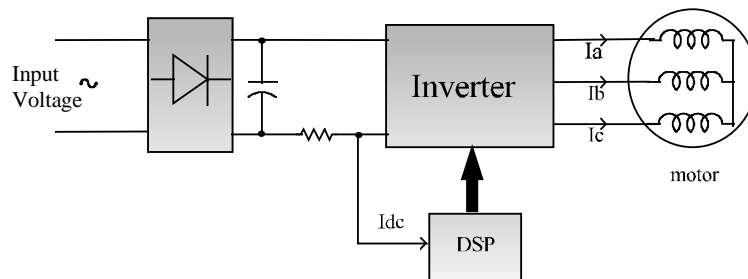 Input
Voltage ~
Inverter
Ia
Ib
Ic
motor
Idc
DSP